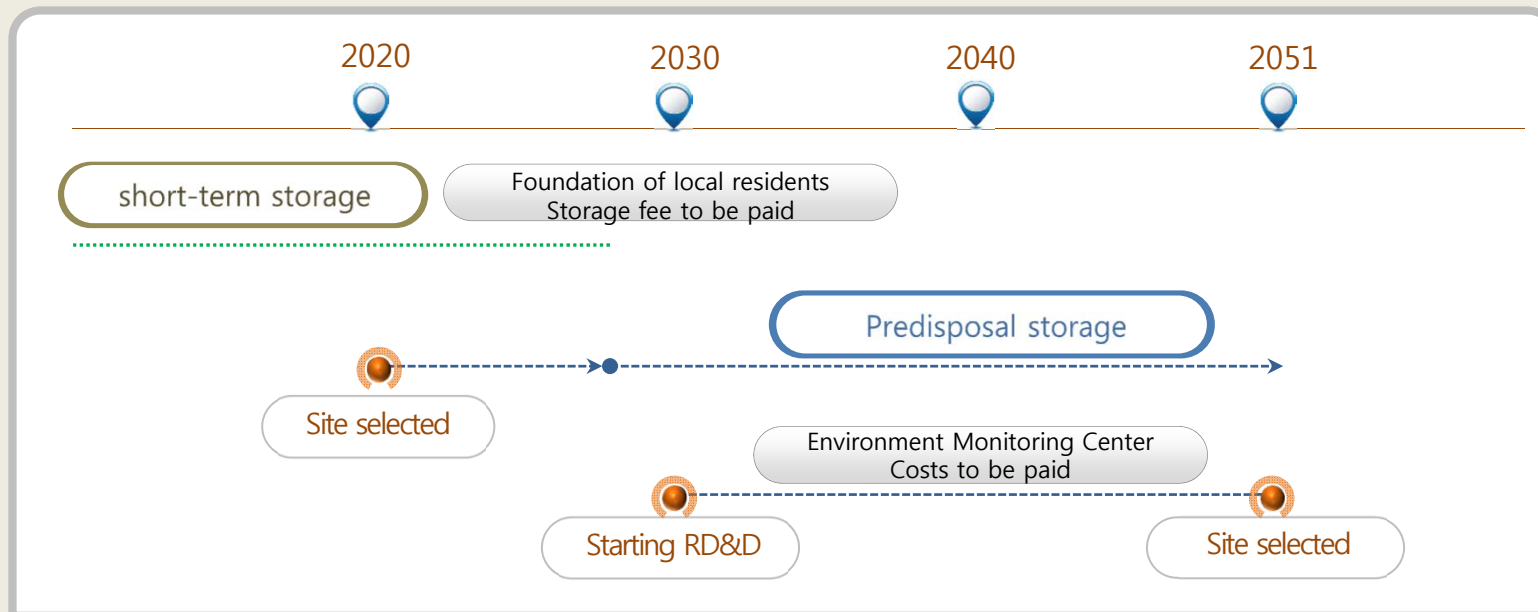 2020
2030
2040
2051
short-term storage
Foundation of local residents
Storage fee to be paid
Predisposal storage
Site selected
Environment Monitoring Center
Costs to be paid
Starting RD&D
Site selected